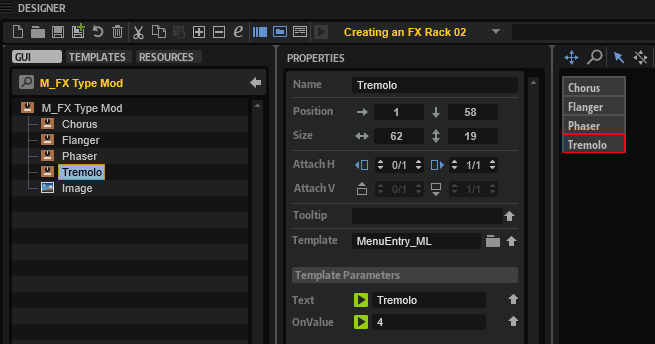 DESIGNER
Creating an FX Rack 02
GUI TEMPLATES RESOURCES
M_FX Type Mod
M_FX Type Mod
Chorus
Flanger
Phaser
Tremolo
Image
PROPERTIES
Name Tremolo
Position 1 58
Size 62 19
Attach H 0/1 1/1
Attach V 0/1 1/1
Tooltip
Template MenuEntry_ML
Template Parameters
Text Tremolo
OnValue 4
Chorus
Flanger
Phaser
Tremolo